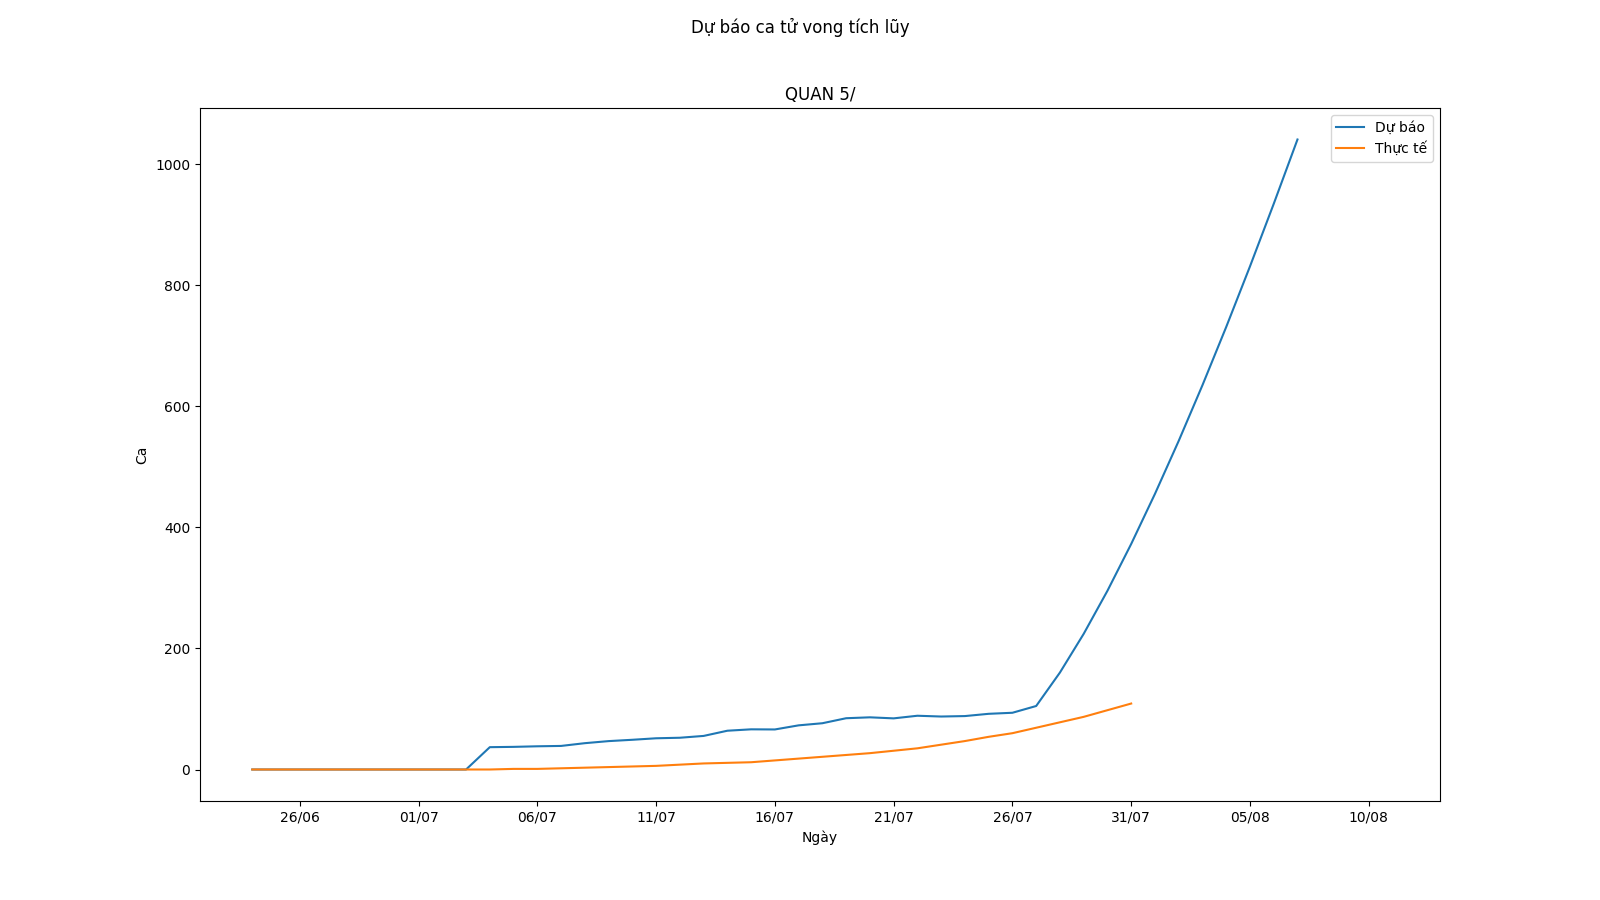 Dự báo ca tử vong tích lũy
QUAN 5/
Dự báo
Thực tế
1000
800
600
400
200
0
Ca
26/06
01/07
06/07
11/07
16/07
21/07
26/07
31/07
05/08
10/08
Ngày